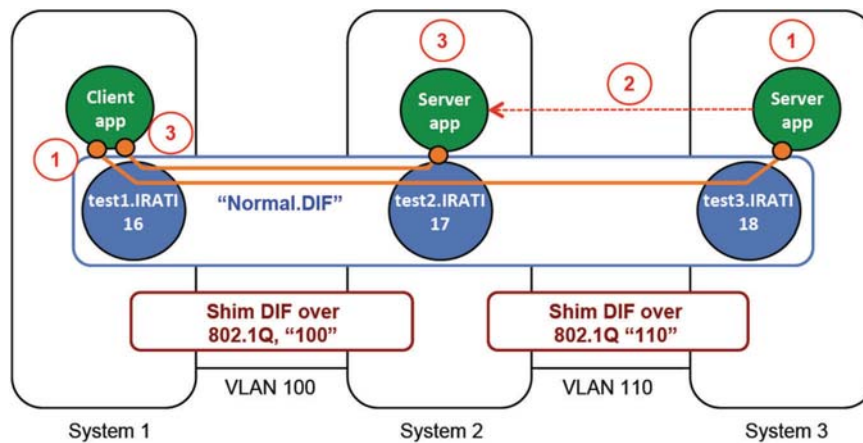 3
1
2
Client
app
Server
app
Server
app
1
3
test1.IRATI
16
“Normal.DIF”
test2.IRATI
17
test3.IRATI
18
Shim DIF over
802.1Q, “100”
Shim DIF over
802.1Q “110”
VLAN 100
VLAN 110
System 1
System 2
System 3